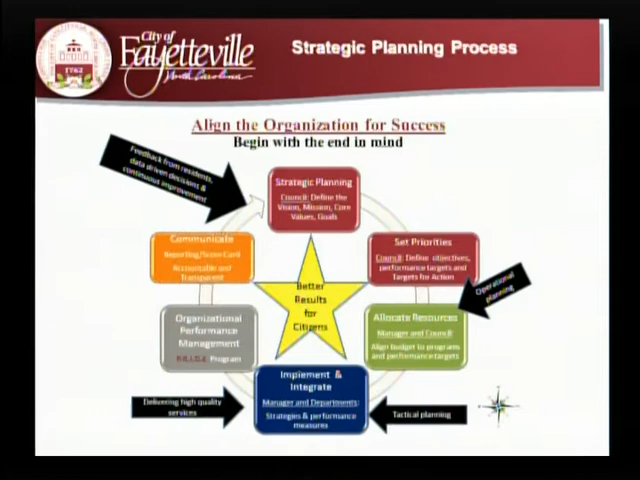 City of
Fayetteville
North Carolina
Strategic Planning Process
1762
Align the Organization for Success
Begin with the end in mind
Feedback from residents,
data driven decisions &
continuous improvement
Strategic Planning
Council: Define the
Vision, Mission, Core
Values, Goals
Communicate
Reporting/Score Card
Accountable and
Transparent
Set Priorities
Council: Define objectives,
performance targets and
Targets for Action
Operational
planning
Better
Results
for
Citizens
Organizational
Performance
Management
Program
Allocate Resources
Manager and Council:
Align budget to programs
and performance targets
Implement &
Integrate
Manager and Departments:
Strategies & performance
measures
Delivering high quality
services
Tactical planning